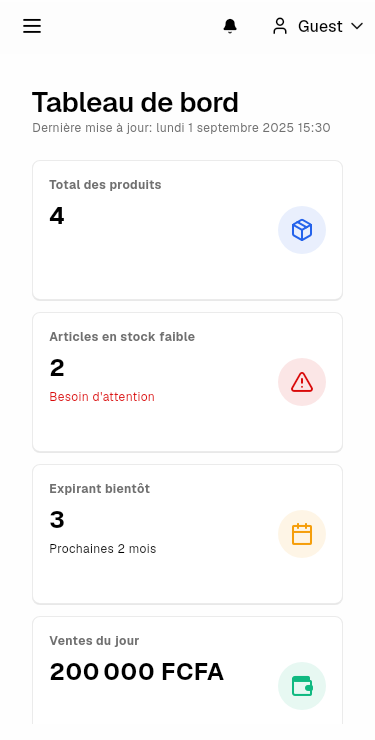 Guest
Tableau de bord
Dernière mise à jour: lundi 1 septembre 2025 15:30
Total des produits
4
Articles en stock faible
2
Besoin d'attention
Expirant bientôt
3
Prochaines 2 mois
Ventes du jour
200 000 FCFA